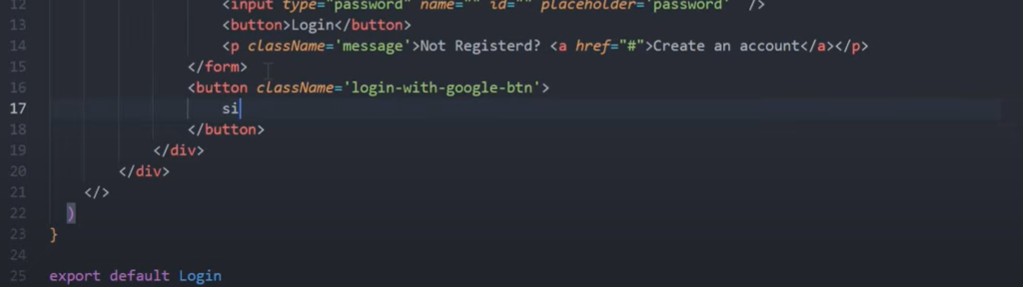 12 <input type="password" name="" id="" placeholder='password' />
13 <button>Login</button>
14 <p className='message'>Not Registerd? <a href="#">Create an account</a></p>
15 </form>
16 <button className='login-with-google-btn'>
17 si
18 </button>
19 </div>
20 </div>
21 </>
22 )
23 }
24
25 export default Login